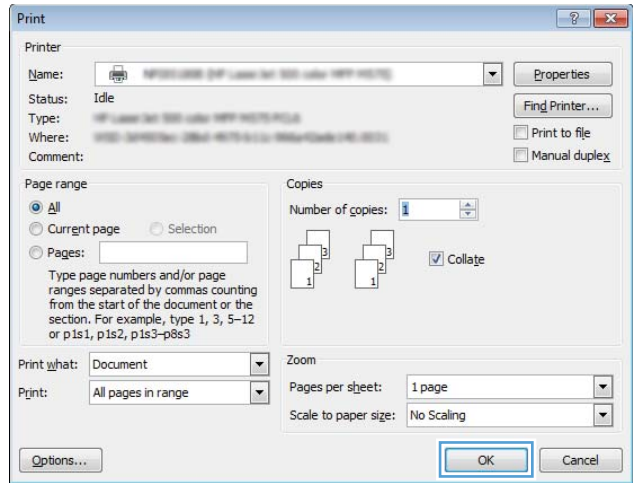 Print
Printer
Name:
Properties
Status: Idle
Find Printer...
Type:
Where:
Print to file
Comment:
Manual duplex
Page range
All
Current page Selection
Pages:
Type page numbers and/or page
ranges separated by commas counting
from the start of the document or the
section. For example, type 1, 3, 5–12
or p1s1, p1s2, p1s3–p8s3
Copies
Number of copies: 1
1 2 3
1 2 3
Collate
Print what: Document
Print: All pages in range
Zoom
Pages per sheet: 1 page
Scale to paper size: No Scaling
Options...
OK Cancel